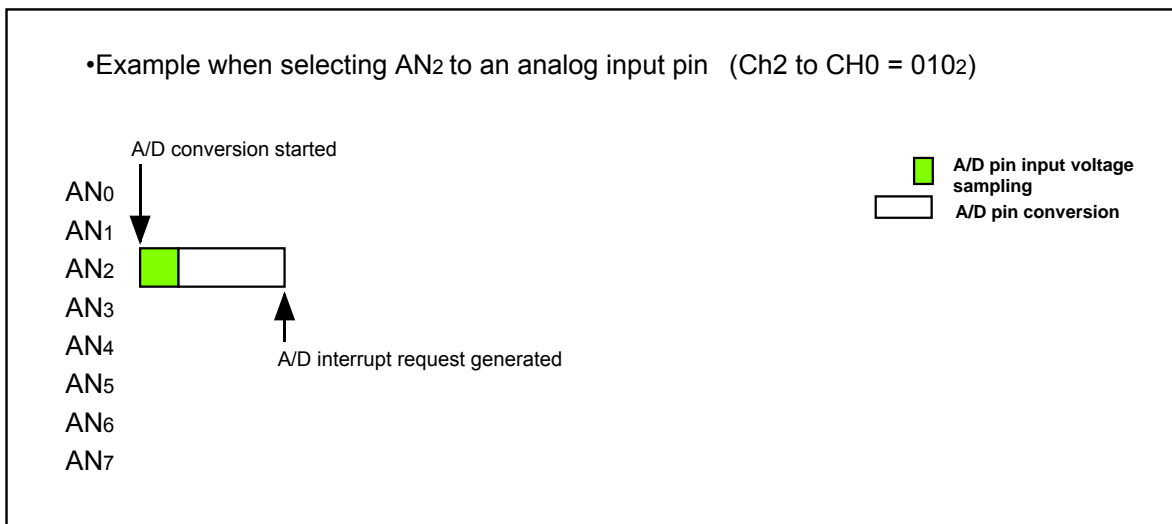 •Example when selecting AN2 to an analog input pin (Ch2 to CH0 = 0102)
A/D conversion started
A/D pin input voltage
sampling
A/D pin conversion
AN0
AN1
AN2
AN3
AN4
A/D interrupt request generated
AN5
AN6
AN7